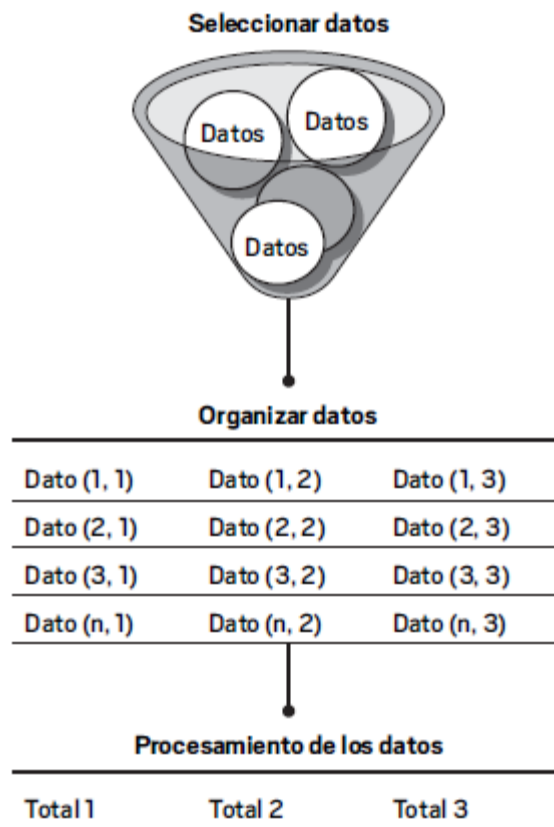 Seleccionar datos
Datos Datos
Datos
Organizar datos
Dato (1, 1) Dato (1, 2) Dato (1, 3)
Dato (2, 1) Dato (2, 2) Dato (2, 3)
Dato (3, 1) Dato (3, 2) Dato (3, 3)
Dato (n, 1) Dato (n, 2) Dato (n, 3)
Procesamiento de los datos
Total 1 Total 2 Total 3